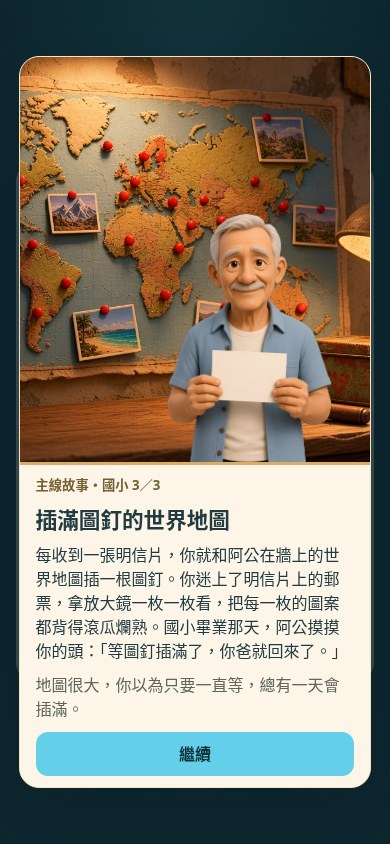 主線故事・國小 3／3
插滿圖釘的世界地圖
每收到一張明信片，你就和阿公在牆上的世
界地圖插一根圖釘。你迷上了明信片上的郵
票，拿放大鏡一枚一枚看，把每一枚的圖案
都背得滾瓜爛熟。國小畢業那天，阿公摸摸
你的頭：「等圖釘插滿了，你爸就回來了。」
地圖很大，你以為只要一直等，總有一天會
插滿。
繼續